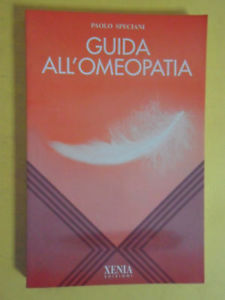 PAOLO SPECIANI
GUIDA
ALL'OMEOPATIA
XENIA
EDIZIONI